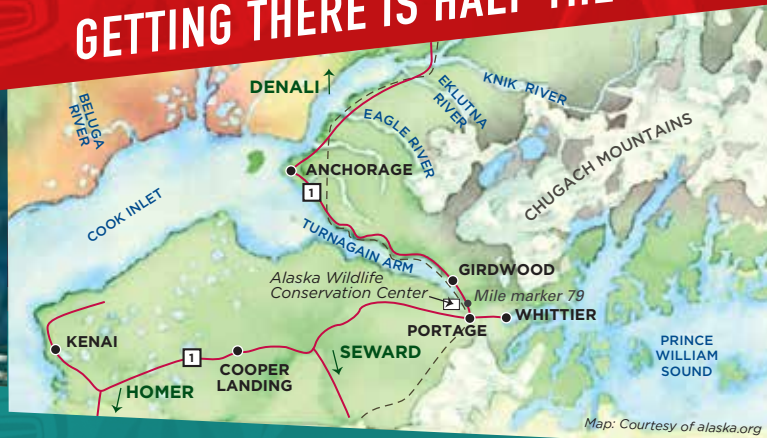 GETTING THERE IS HALF THE
DENALI ↑
KNIK RIVER
EKLUTNA
RIVER
BELUGA
RIVER
EAGLE RIVER
CHUGACH MOUNTAINS
ANCHORAGE
1
COOK INLET
TURNAGAIN ARM
GIRDWOOD
Alaska Wildlife
Conservation Center
Mile marker 79
WHITTIER
PORTAGE
KENAI
PRINCE
WILLIAM
SOUND
1
COOPER
LANDING
↓ SEWARD
↓ HOMER
Map: Courtesy of alaska.org